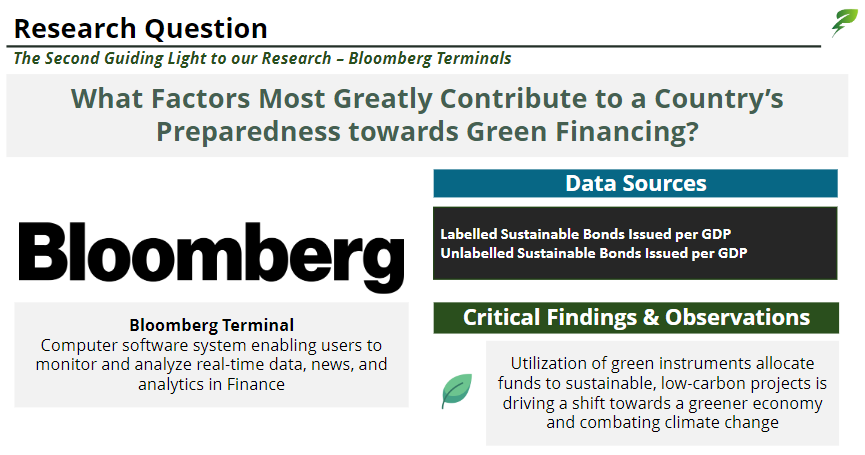 Research Question
The Second Guiding Light to our Research – Bloomberg Terminals
What Factors Most Greatly Contribute to a Country’s
Preparedness towards Green Financing?
Bloomberg
Bloomberg Terminal
Computer software system enabling users to
monitor and analyze real-time data, news, and
analytics in Finance
Data Sources
Labelled Sustainable Bonds Issued per GDP
Unlabelled Sustainable Bonds Issued per GDP
Critical Findings & Observations
Utilization of green instruments allocate
funds to sustainable, low-carbon projects is
driving a shift towards a greener economy
and combating climate change